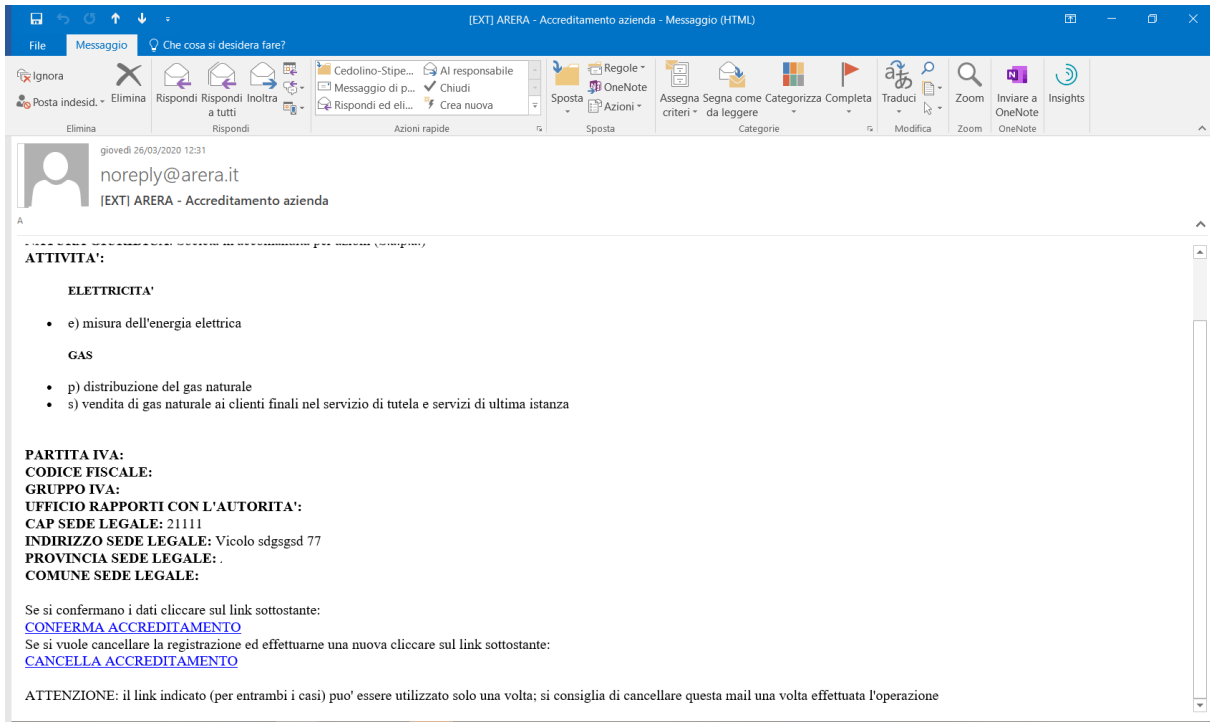 [EXT] ARERA - Accreditamento azienda - Messaggio (HTML)
File Messaggio Che cosa si desidera fare?
Ignora
Posta indesid.
Elimina
Rispondi
Rispondi a tutti
Inoltra
Cedolino-Stipe...
Messaggio di p...
Rispondi ed eli...
Al responsabile
Chiudi
Crea nuova
Sposta
Regole
OneNote
Azioni
Assegna criteri
Segna come da leggere
Categorizza
Completa
Traduci
Zoom
Inviare a OneNote
Insights
Elimina Rispondi Azioni rapide Sposta Categorie Modifica Zoom OneNote
giovedì 26/03/2020 12:31
noreply@arera.it
[EXT] ARERA - Accreditamento azienda
A
ATTIVITA':
ELETTRICITA'
• e) misura dell'energia elettrica
GAS
• p) distribuzione del gas naturale
• s) vendita di gas naturale ai clienti finali nel servizio di tutela e servizi di ultima istanza
PARTITA IVA:
CODICE FISCALE:
GRUPPO IVA:
UFFICIO RAPPORTI CON L'AUTORITA':
CAP SEDE LEGALE: 21111
INDIRIZZO SEDE LEGALE: Vicolo sdgsgsd 77
PROVINCIA SEDE LEGALE: .
COMUNE SEDE LEGALE:
Se si confermano i dati cliccare sul link sottostante:
CONFERMA ACCREDITAMENTO
Se si vuole cancellare la registrazione ed effettuarne una nuova cliccare sul link sottostante:
CANCELLA ACCREDITAMENTO
ATTENZIONE: il link indicato (per entrambi i casi) puo' essere utilizzato solo una volta; si consiglia di cancellare questa mail una volta effettuata l'operazione